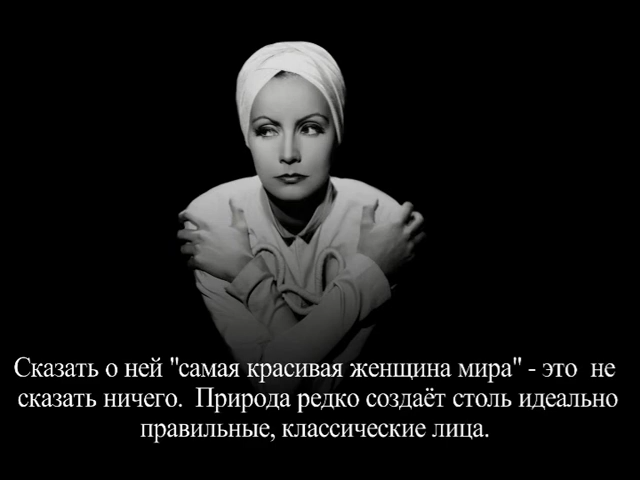 Сказать о ней "самая красивая женщина мира" - это  не
сказать ничего.  Природа редко создаёт столь идеально
правильные, классические лица.